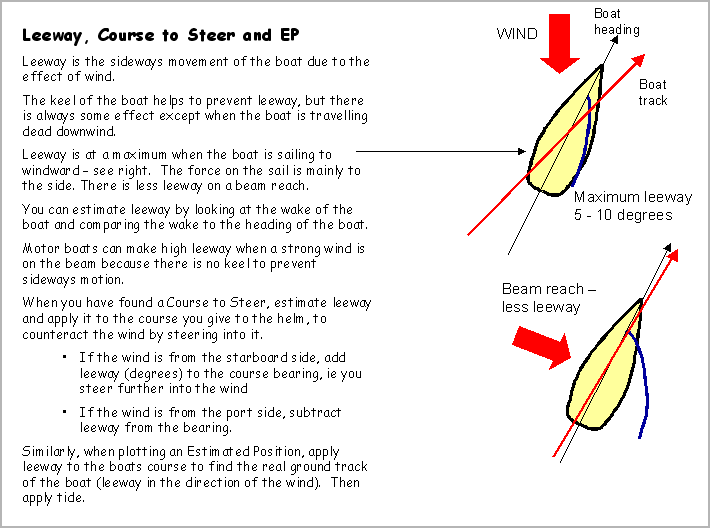 Leeway, Course to Steer and EP
Leeway is the sideways movement of the boat due to the
effect of wind.
The keel of the boat helps to prevent leeway, but there
is always some effect except when the boat is travelling
dead downwind.
Leeway is at a maximum when the boat is sailing to
windward – see right.  The force on the sail is mainly to
the side. There is less leeway on a beam reach.
You can estimate leeway by looking at the wake of the
boat and comparing the wake to the heading of the boat.
Motor boats can make high leeway when a strong wind is
on the beam because there is no keel to prevent
sideways motion.
When you have found a Course to Steer, estimate leeway
and apply it to the course you give to the helm, to
counteract the wind by steering into it.
• If the wind is from the starboard side, add
leeway (degrees) to the course bearing, ie you
steer further into the wind
• If the wind is from the port side, subtract
leeway from the bearing.
Similarly, when plotting an Estimated Position, apply
leeway to the boats course to find the real ground track
of the boat (leeway in the direction of the wind).  Then
apply tide.
WIND
Boat
heading
Boat
track
Maximum leeway
5 - 10 degrees
Beam reach –
less leeway